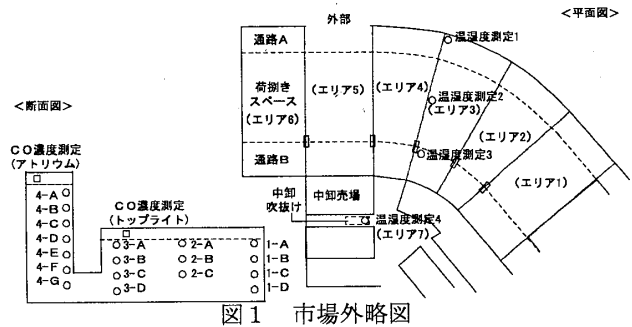 外部
＜平面図＞
通路A
温湿度測定1
荷捌き
スペース
(エリア6)
(エリア5)
(エリア4)
温湿度測定2
(エリア3)
(エリア2)
(エリア1)
通路B
温湿度測定3
中卸
吹抜け
中卸売場
温湿度測定4
(エリア7)
＜断面図＞
CO濃度測定
(アトリウム)
4-A
4-B
4-C
4-D
4-E
4-F
4-G
CO濃度測定
(トップライト)
3-A 2-A 1-A
3-B 2-B 1-B
3-C 2-C 1-C
3-D 1-D
図1 市場外略図